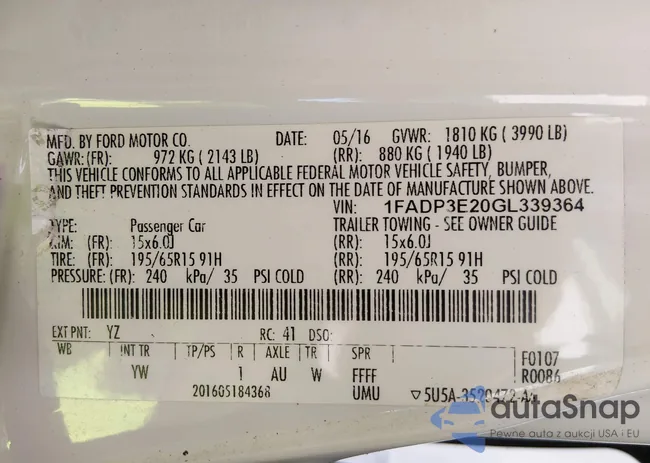 MFD. BY FORD MOTOR CO. DATE: 05/16 GVWR: 1810 KG ( 3990 LB)
GAWR: (FR): 972 KG ( 2143 LB) (RR): 880 KG ( 1940 LB)
THIS VEHICLE CONFORMS TO ALL APPLICABLE FEDERAL MOTOR VEHICLE SAFETY, BUMPER,
AND THEFT PREVENTION STANDARDS IN EFFECT ON THE DATE OF MANUFACTURE SHOWN ABOVE.
VIN: 1FADP3E20GL339364
TYPE: Passenger Car TRAILER TOWING - SEE OWNER GUIDE
RIM: (FR): 15x6.0J (RR): 15x6.0J
TIRE: (FR): 195/65R15 91H (RR): 195/65R15 91H
PRESSURE: (FR): 240 kPa/ 35 PSI COLD (RR): 240 kPa/ 35 PSI COLD
EXT PNT: YZ RC: 41 DSO:
WB INT TR TP/PS R AXLE TR SPR F0107
YW 1 AU W FFFF R0086
201605184368 UMU ▽5U5A-3520472-AA
autaSnap
Pewne auta z aukcji USA i EU